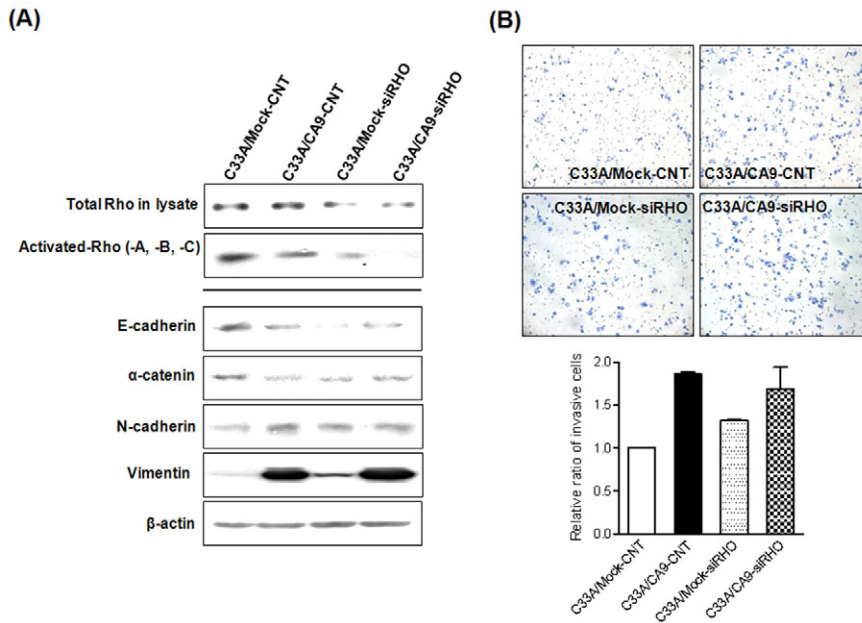 (A)
C33A/Mock-CNT
C33A/CA9-CNT
C33A/Mock-siRHO
C33A/CA9-siRHO
Total Rho in lysate
Activated-Rho (-A, -B, -C)
E-cadherin
α-catenin
N-cadherin
Vimentin
β-actin
(B)
C33A/Mock-CNT
C33A/CA9-CNT
C33A/Mock-siRHO
C33A/CA9-siRHO
Relative ratio of invasive cells
2.0
1.5
1.0
0.5
0.0
C33A/Mock-CNT
C33A/CA9-CNT
C33A/Mock-siRHO
C33A/CA9-siRHO